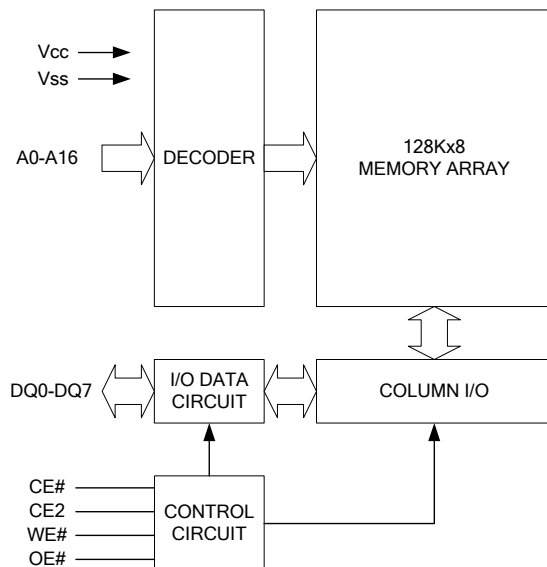 Vcc
Vss
A0-A16
DECODER
128Kx8
MEMORY ARRAY
DQ0-DQ7
I/O DATA
CIRCUIT
COLUMN I/O
CE#
CE2
WE#
OE#
CONTROL
CIRCUIT